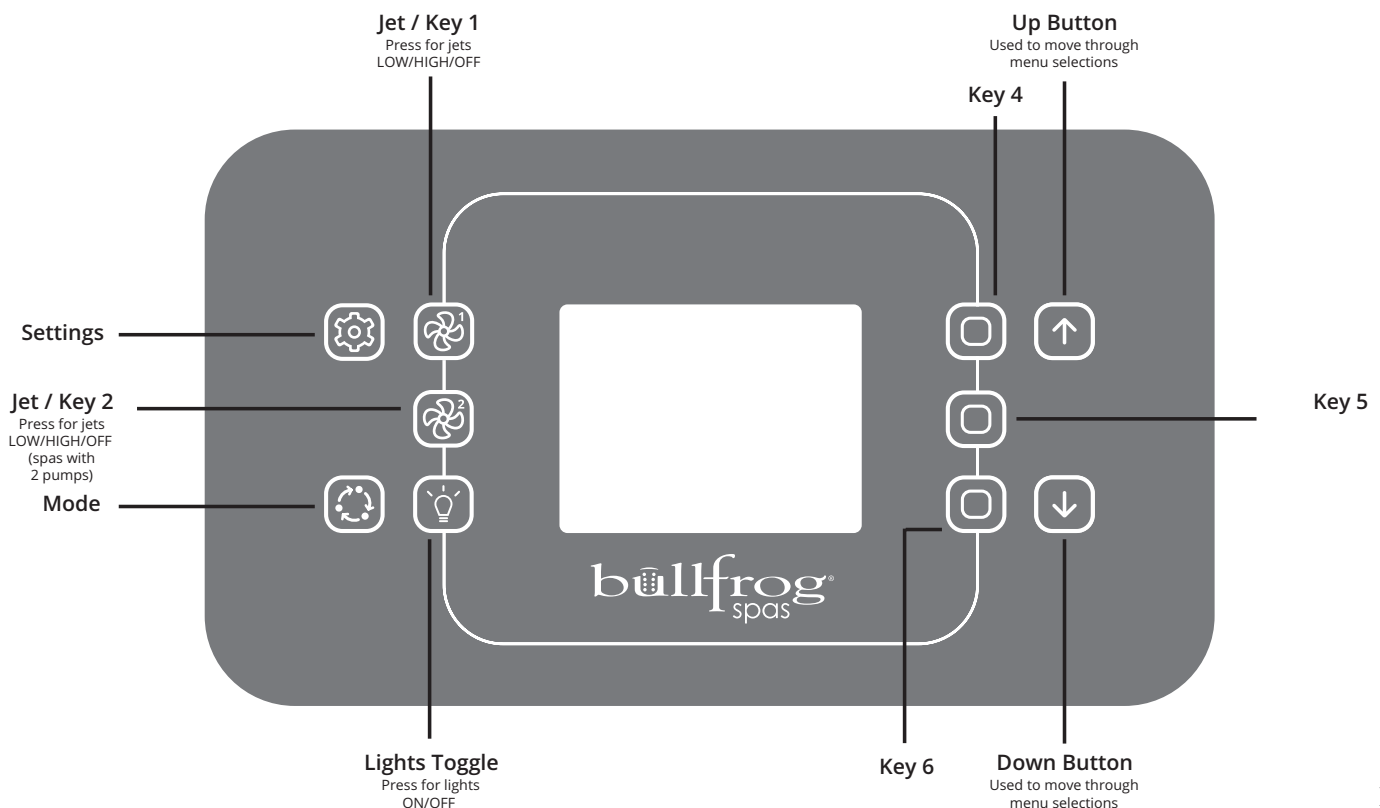 Jet / Key 1
Press for jets
LOW/HIGH/OFF
Up Button
Used to move through
menu selections
Key 4
Settings
1
Jet / Key 2
Press for jets
LOW/HIGH/OFF
(spas with
2 pumps)
2
Key 5
Mode
bullfrog®
spas
Lights Toggle
Press for lights
ON/OFF
Key 6
Down Button
Used to move through
menu selections